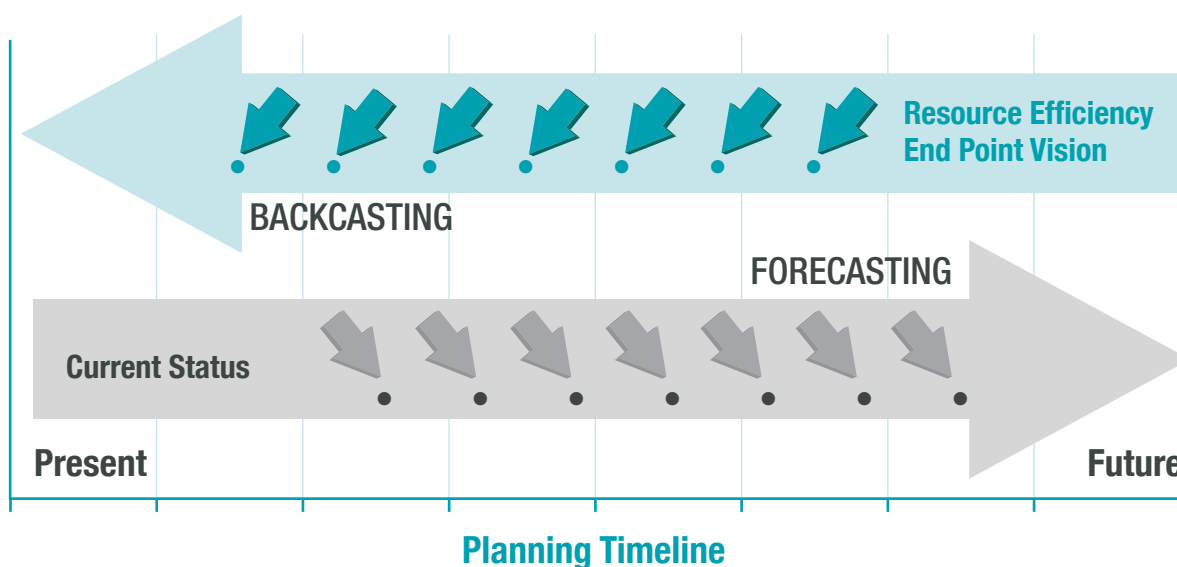 Resource Efficiency
End Point Vision
BACKCASTING
FORECASTING
Current Status
Present
Future
Planning Timeline